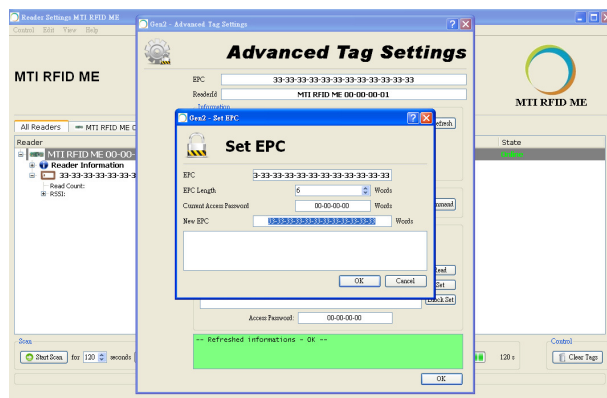 Reader Settings MTI RFID ME
Control Edit View Help
MTI RFID ME
All Readers
MTI RFID ME
Reader
MTI RFID ME 00-00-
Reader Information
33-33-33-33-33-3
Read Count:
RSSI:
Scan
Start Scan for 120 seconds
Gen2 - Advanced Tag Settings
Advanced Tag Settings
EPC 33-33-33-33-33-33-33-33-33-33-33-33
ReaderId MTI RFID ME 00-00-00-01
Information
Gen2 - Set EPC
Set EPC
EPC 3-33-33-33-33-33-33-33-33-33-33-33
EPC Length 6 Words
Current Access Password 00-00-00-00 Words
New EPC 33-33-33-33-33-33-33-33-33-33-33-33 Words
OK Cancel
Set
Access Password: 00-00-00-00
-- Refreshed informations - OK --
OK
MTI RFID ME
State
120 s
Control
Clear Tags